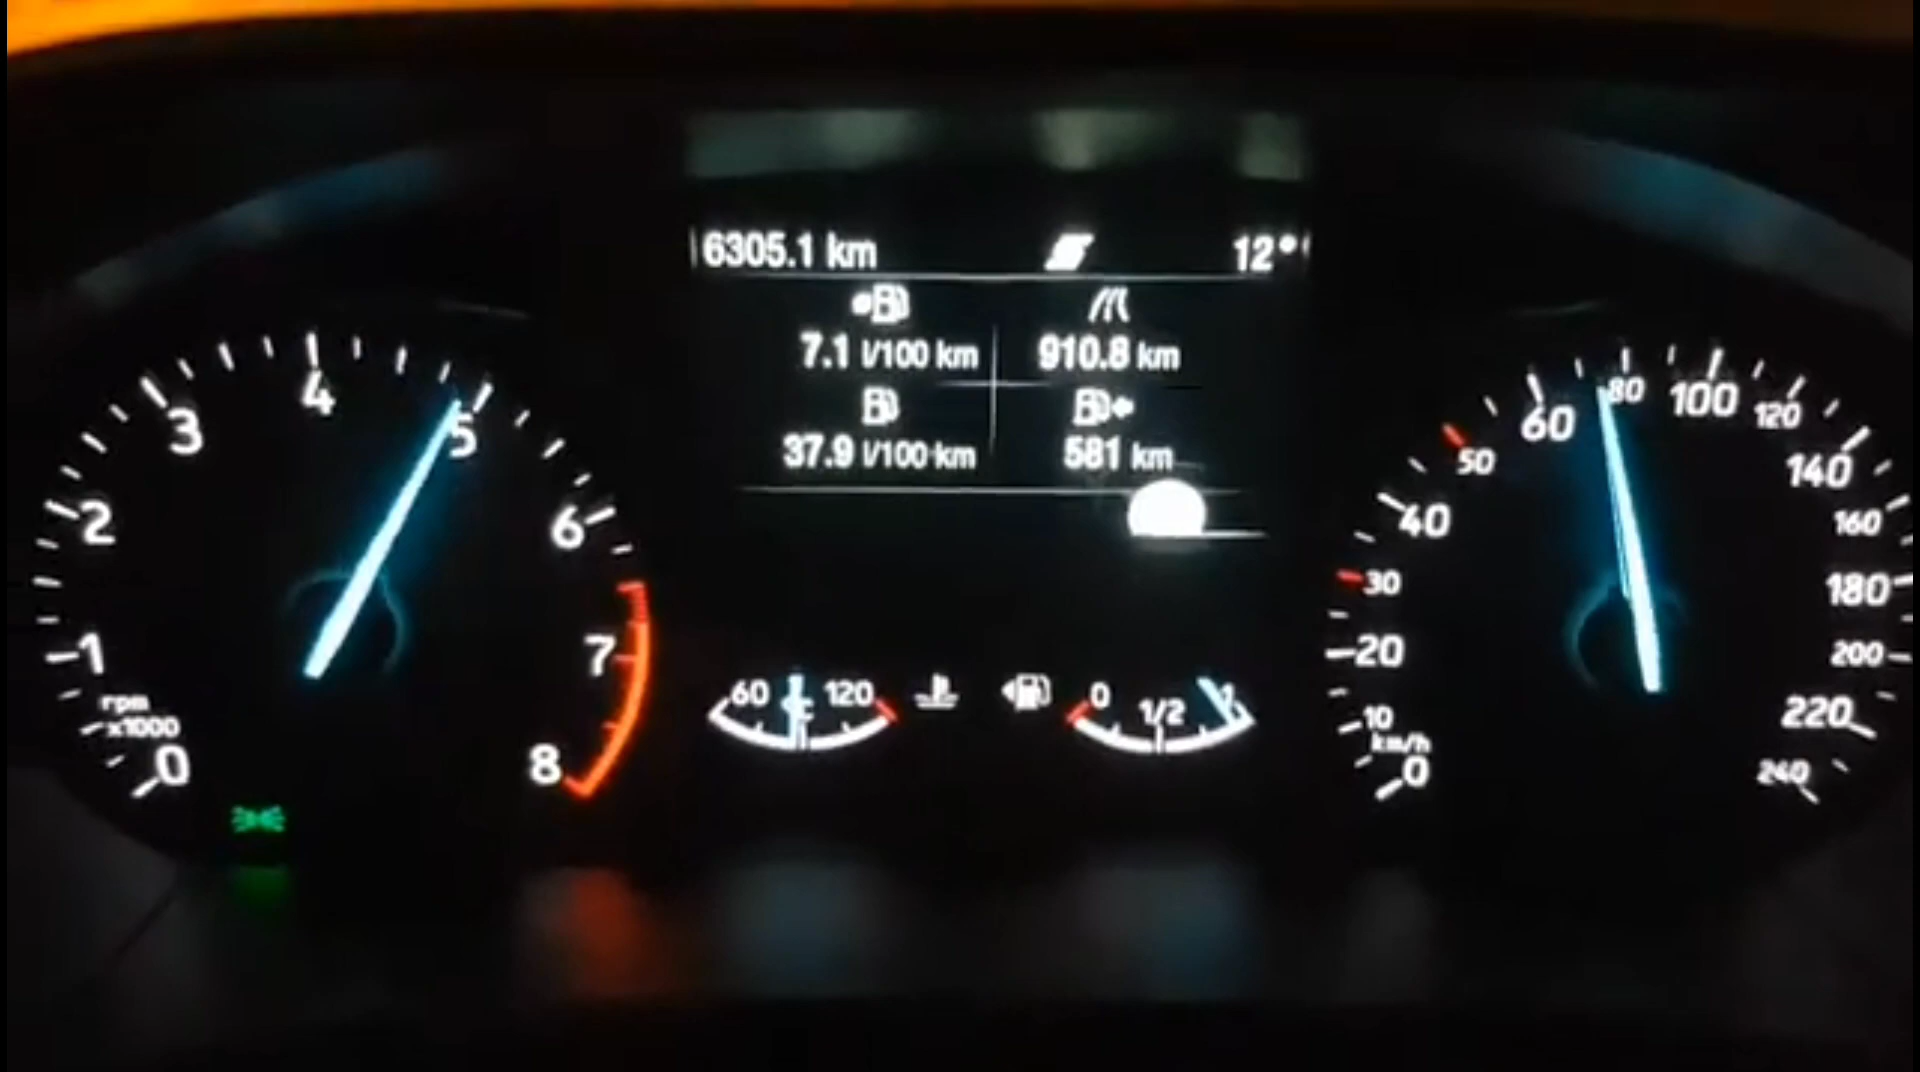 6305.1 km 12°
7.1 l/100 km 910.8 km
37.9 l/100 km 581 km
0 1 2 3 4 5 6 7 8
rpm
x1000
60 120
0 1/2 1
0 10 20 30 40 50 60 80 100 120 140 160 180 200 220 240
km/h